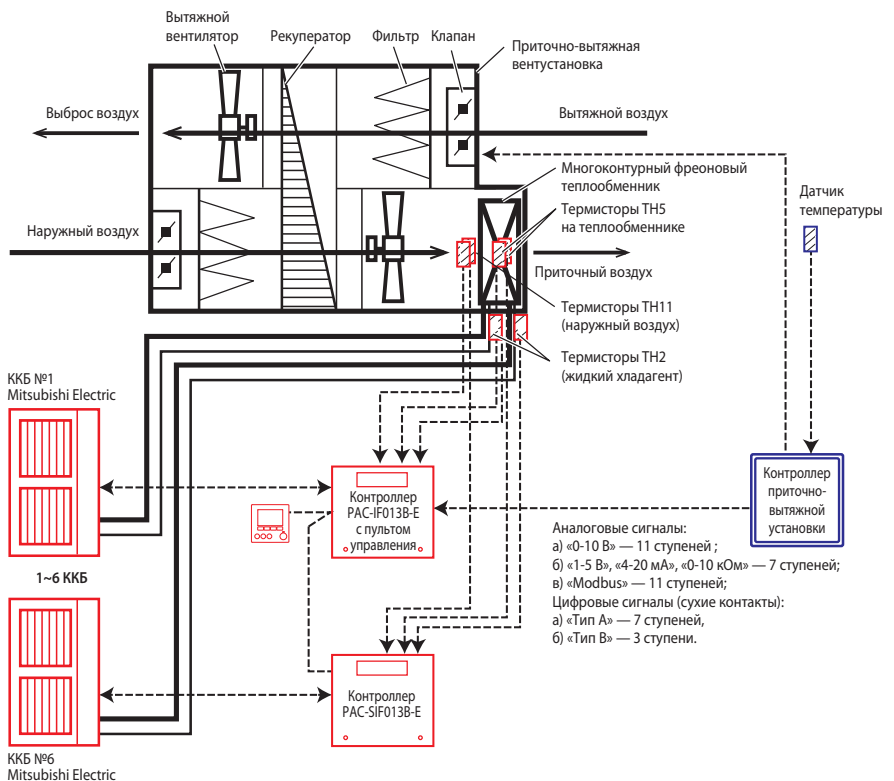 Вытяжной
вентилятор
Рекуператор
Фильтр
Клапан
Приточно-вытяжная
вентустановка
Выброс воздух
Вытяжной воздух
Многоконтурный фреоновый
теплообменник
Термисторы TH5
на теплообменнике
Датчик
температуры
Наружный воздух
Приточный воздух
Термисторы TH11
(наружный воздух)
Термисторы TH2
(жидкий хладагент)
ККБ №1
Mitsubishi Electric
Контроллер
PAC-IF013B-E
с пультом
управления
Контроллер
приточно-
вытяжной
установки
Аналоговые сигналы:
а) «0-10 В» — 11 ступеней ;
б) «1-5 В», «4-20 мА», «0-10 кОм» — 7 ступеней;
в) «Modbus» — 11 ступеней;
Цифровые сигналы (сухие контакты):
а) «Тип А» — 7 ступеней,
б) «Тип В» — 3 ступени.
1~6 ККБ
Контроллер
PAC-SIF013B-E
ККБ №6
Mitsubishi Electric